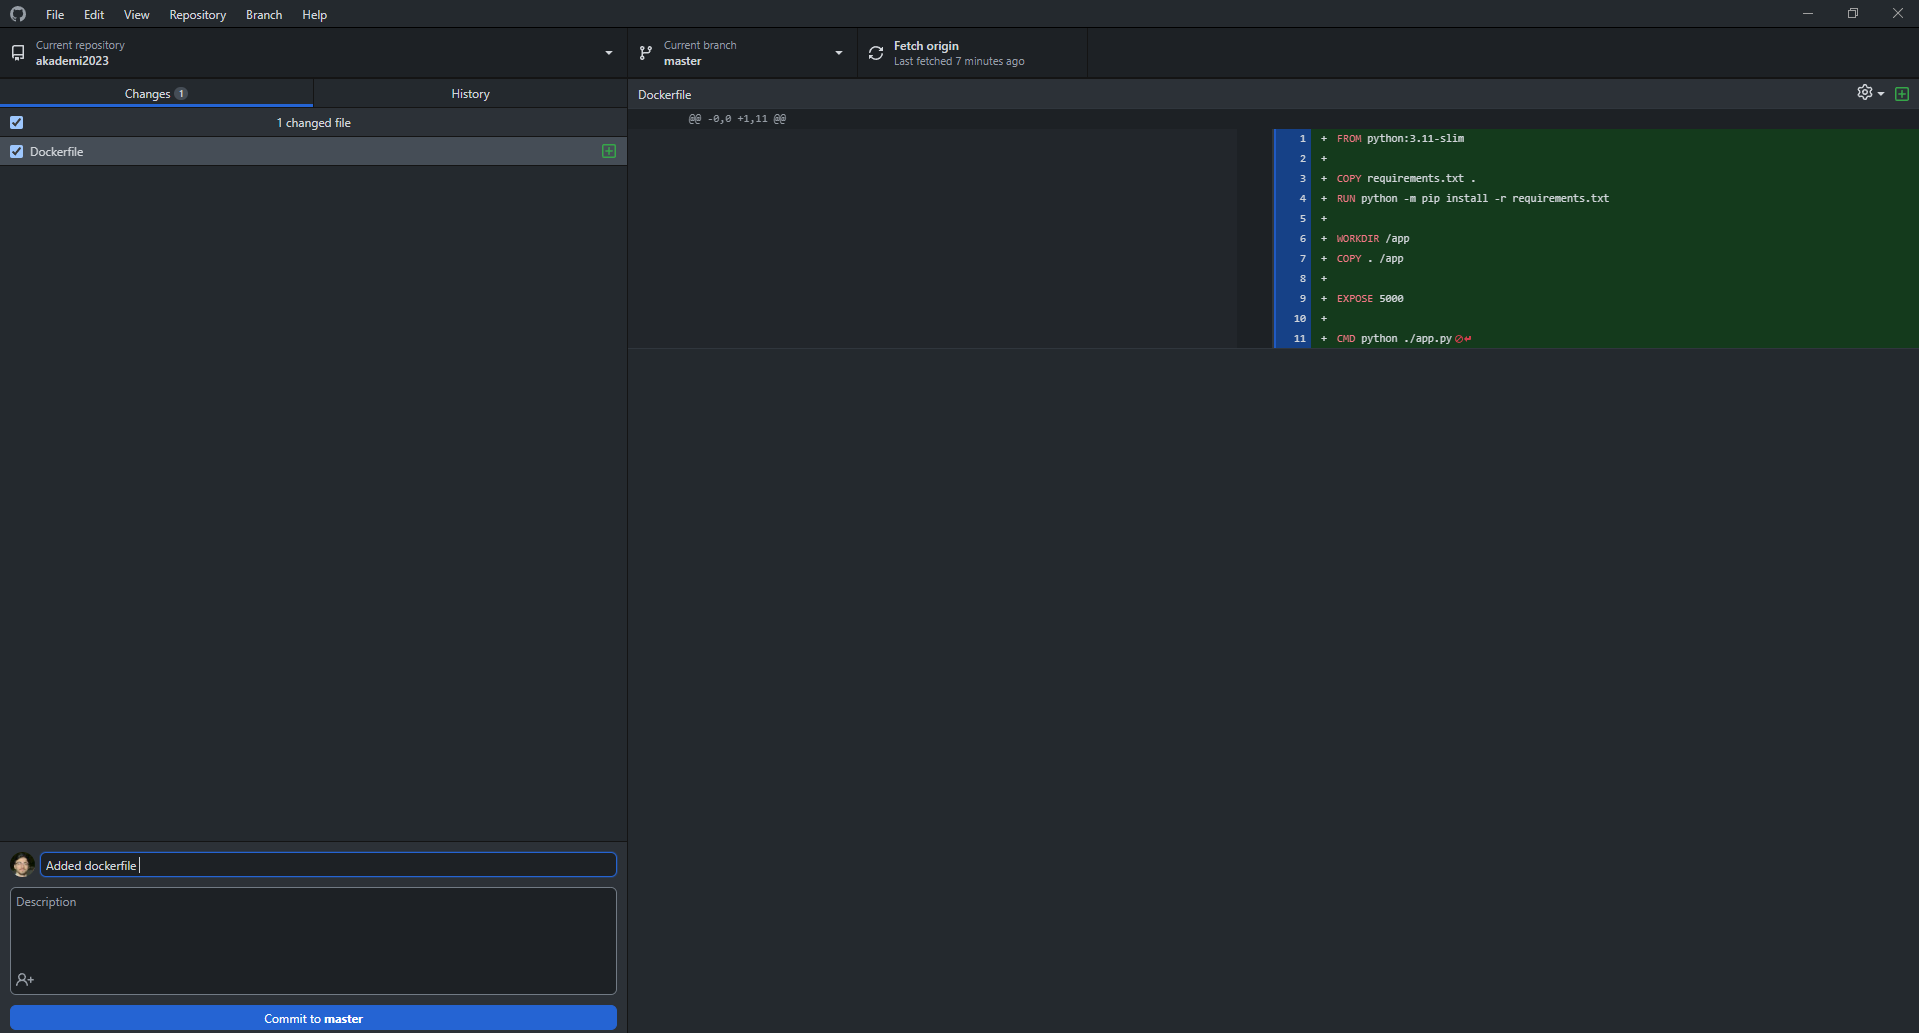 File Edit View Repository Branch Help
Current repository
akademi2023
Current branch
master
Fetch origin
Last fetched 7 minutes ago
Changes 1
History
1 changed file
Dockerfile
Added dockerfile
Description
Commit to master
Dockerfile
@@ -0,0 +1,11 @@
1 + FROM python:3.11-slim
2 +
3 + COPY requirements.txt .
4 + RUN python -m pip install -r requirements.txt
5 +
6 + WORKDIR /app
7 + COPY . /app
8 +
9 + EXPOSE 5000
10 +
11 + CMD python ./app.py